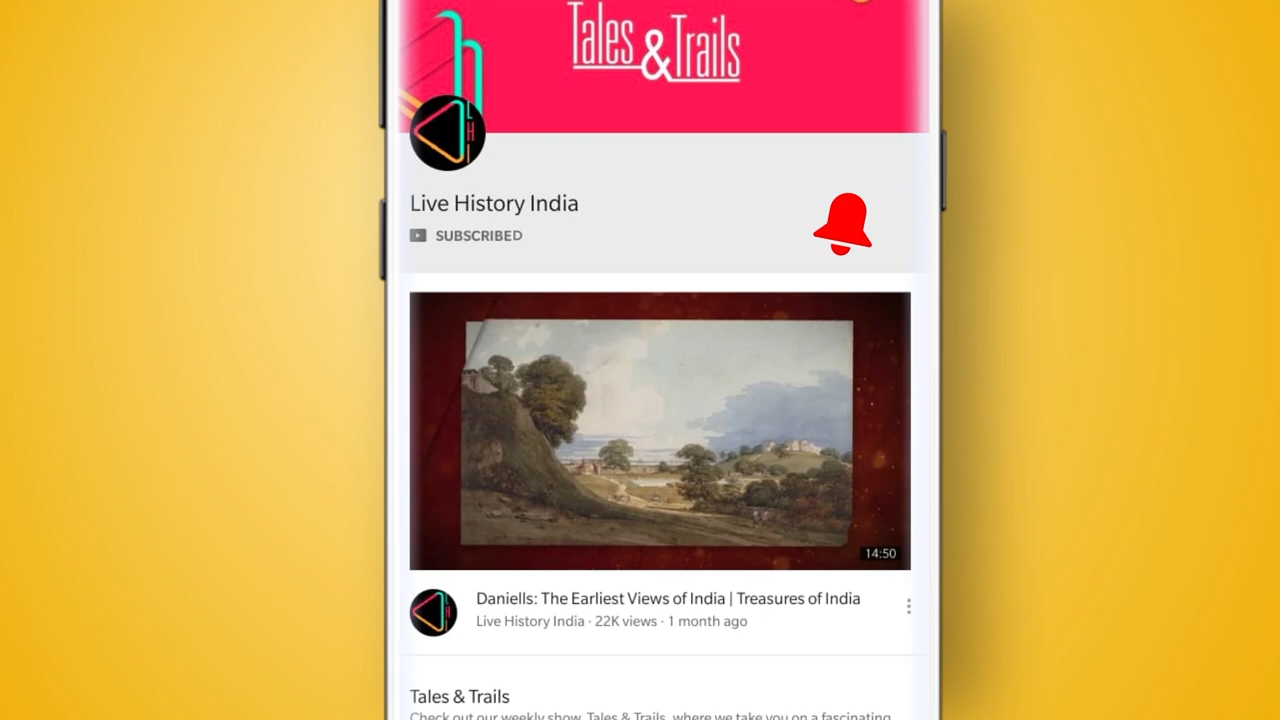 Tales & Trails
LHI
Live History India
SUBSCRIBED
14:50
Daniells: The Earliest Views of India | Treasures of India
LHI
Live History India · 22K views · 1 month ago
Tales & Trails
Check out our weekly show, Tales & Trails, where we take you on a fascinating